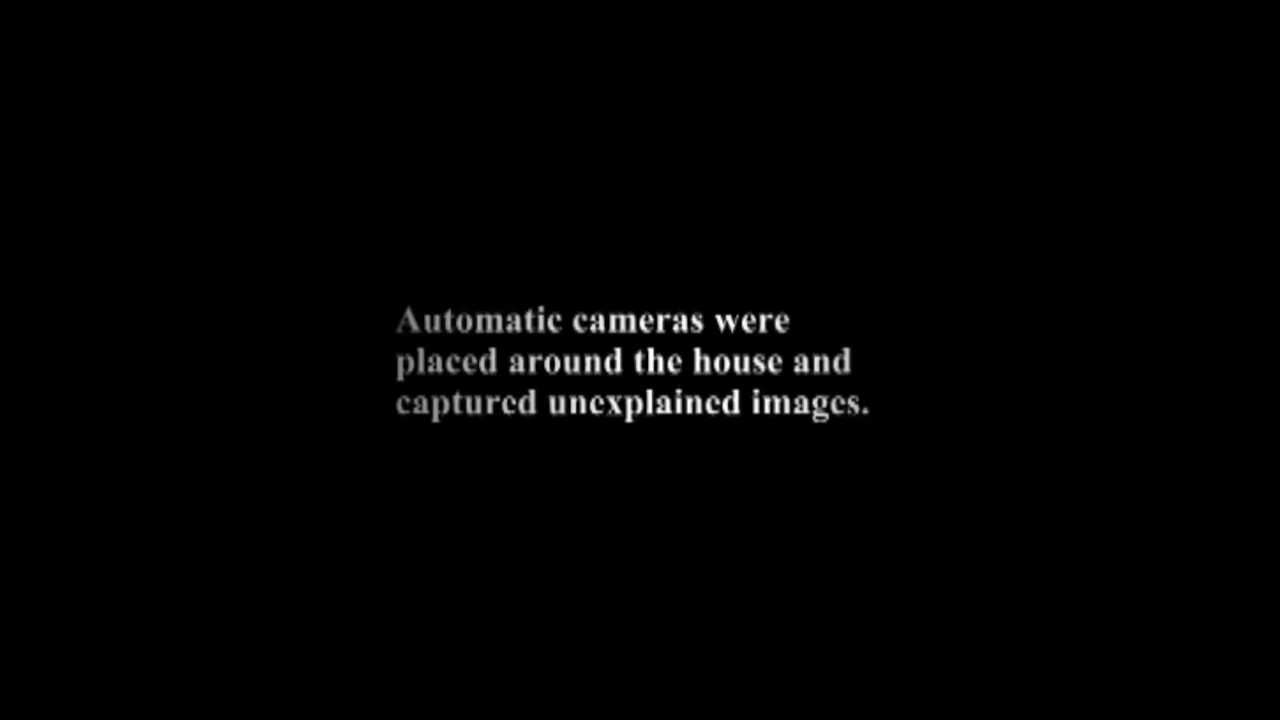 Automatic cameras were
placed around the house and
captured unexplained images.